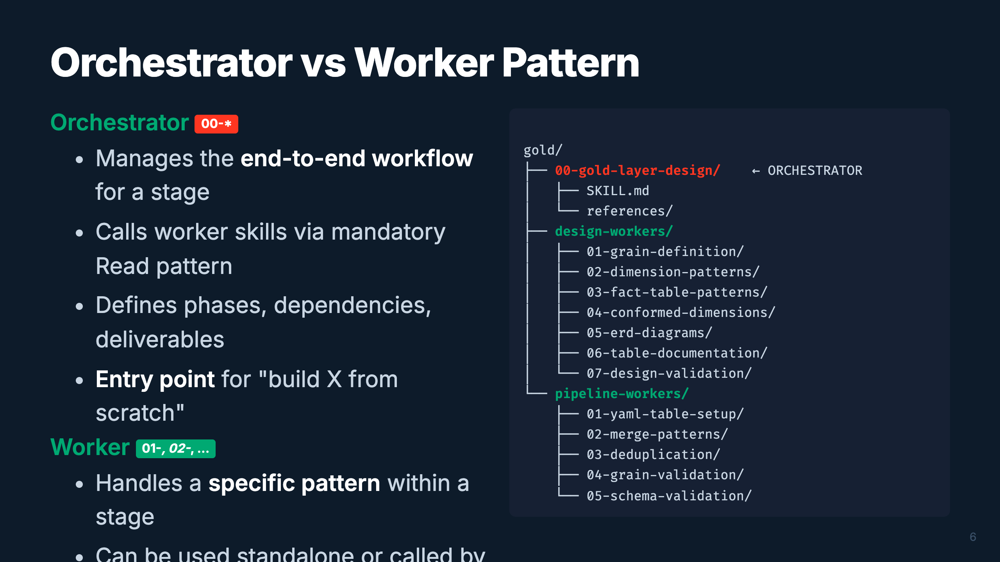 Orchestrator vs Worker Pattern
Orchestrator 00-*
• Manages the end-to-end workflow
for a stage
• Calls worker skills via mandatory
Read pattern
• Defines phases, dependencies,
deliverables
• Entry point for "build X from
scratch"
Worker 01-, 02-, ...
• Handles a specific pattern within a
stage
• Can be used standalone or called by
gold/
├── 00-gold-layer-design/    ← ORCHESTRATOR
│   ├── SKILL.md
│   └── references/
├── design-workers/
│   ├── 01-grain-definition/
│   ├── 02-dimension-patterns/
│   ├── 03-fact-table-patterns/
│   ├── 04-conformed-dimensions/
│   ├── 05-erd-diagrams/
│   ├── 06-table-documentation/
│   └── 07-design-validation/
└── pipeline-workers/
    ├── 01-yaml-table-setup/
    ├── 02-merge-patterns/
    ├── 03-deduplication/
    ├── 04-grain-validation/
    └── 05-schema-validation/
6